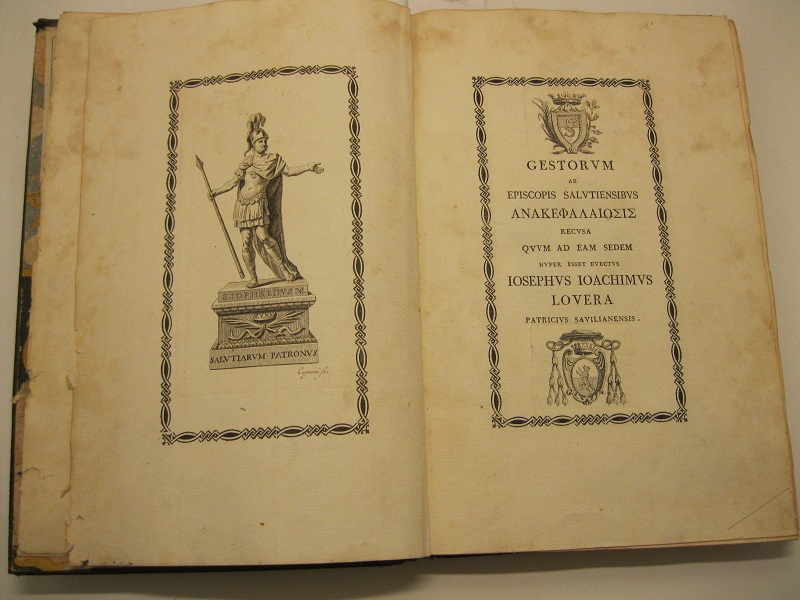 S. IOFHREDVS M.
SALVTIARVM PATRONVS
GESTORVM
AB
EPISCOPIS SALVTIENSIBVS
ΑΝΑΚΕΦΑΛΑΙΩΣΙΣ
RECVSA
QVVM AD EAM SEDEM
NVPER ESSET EVECTVS
IOSEPHVS IOACHIMVS
LOVERA
PATRICIVS SAVILIANENSIS.